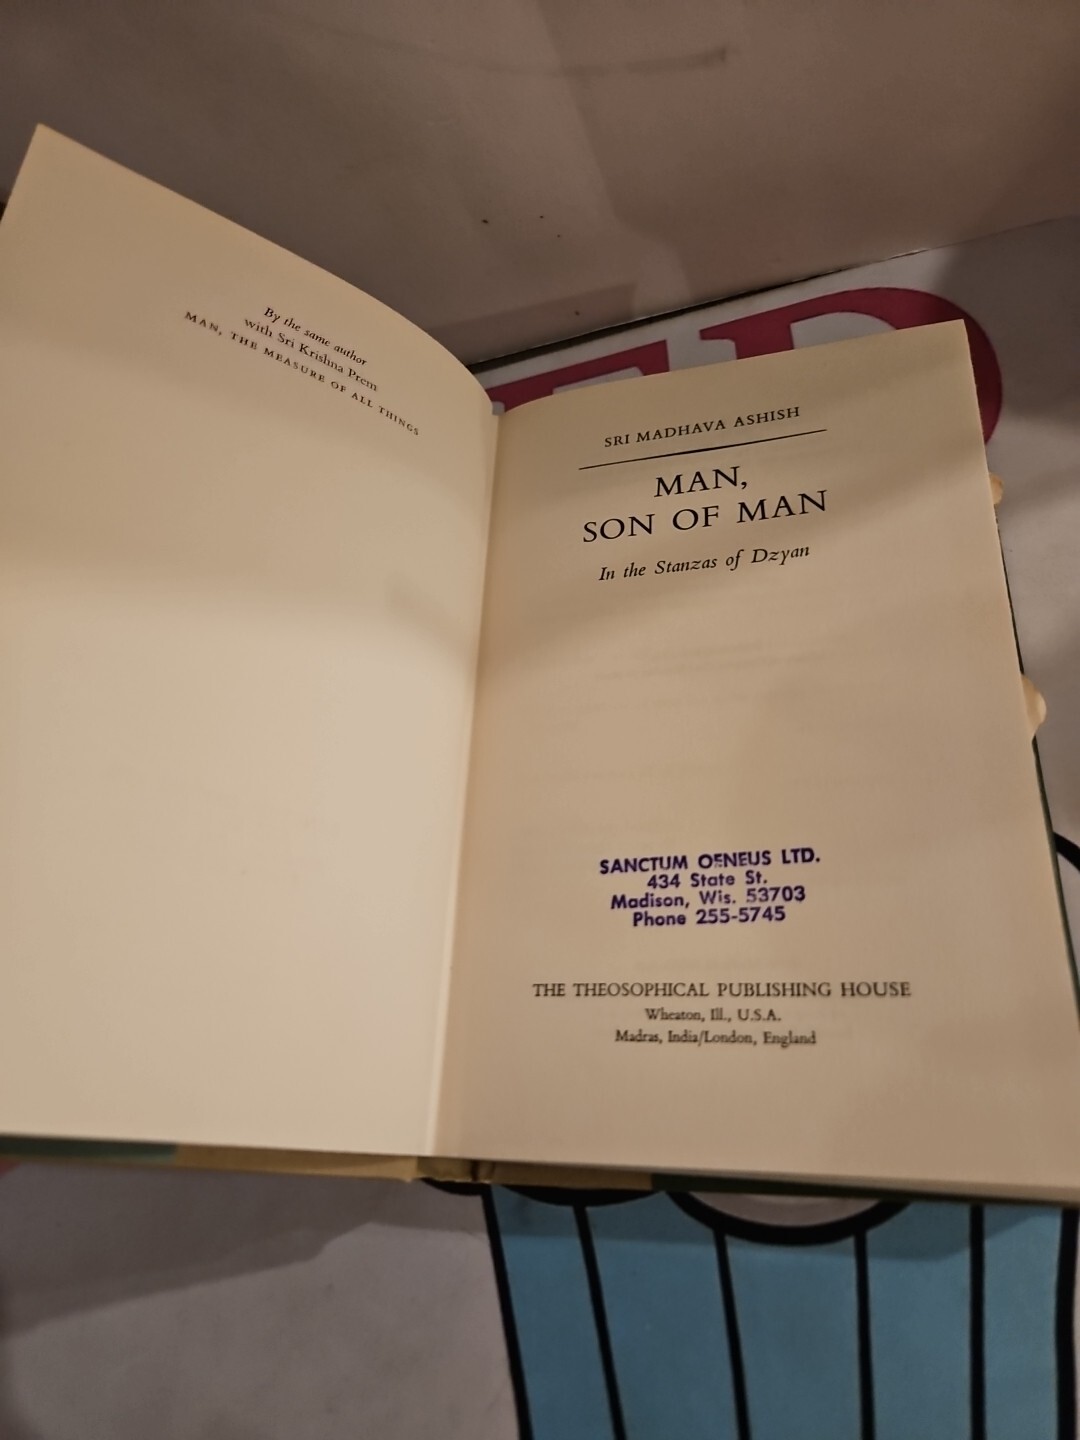 By the same author
with Sri Krishna Prem
MAN, THE MEASURE OF ALL THINGS
SRI MADHAVA ASHISH
MAN,
SON OF MAN
In the Stanzas of Dzyan
SANCTUM OENEUS LTD.
434 State St.
Madison, Wis. 53703
Phone 255-5745
THE THEOSOPHICAL PUBLISHING HOUSE
Wheaton, Ill., U.S.A.
Madras, India/London, England